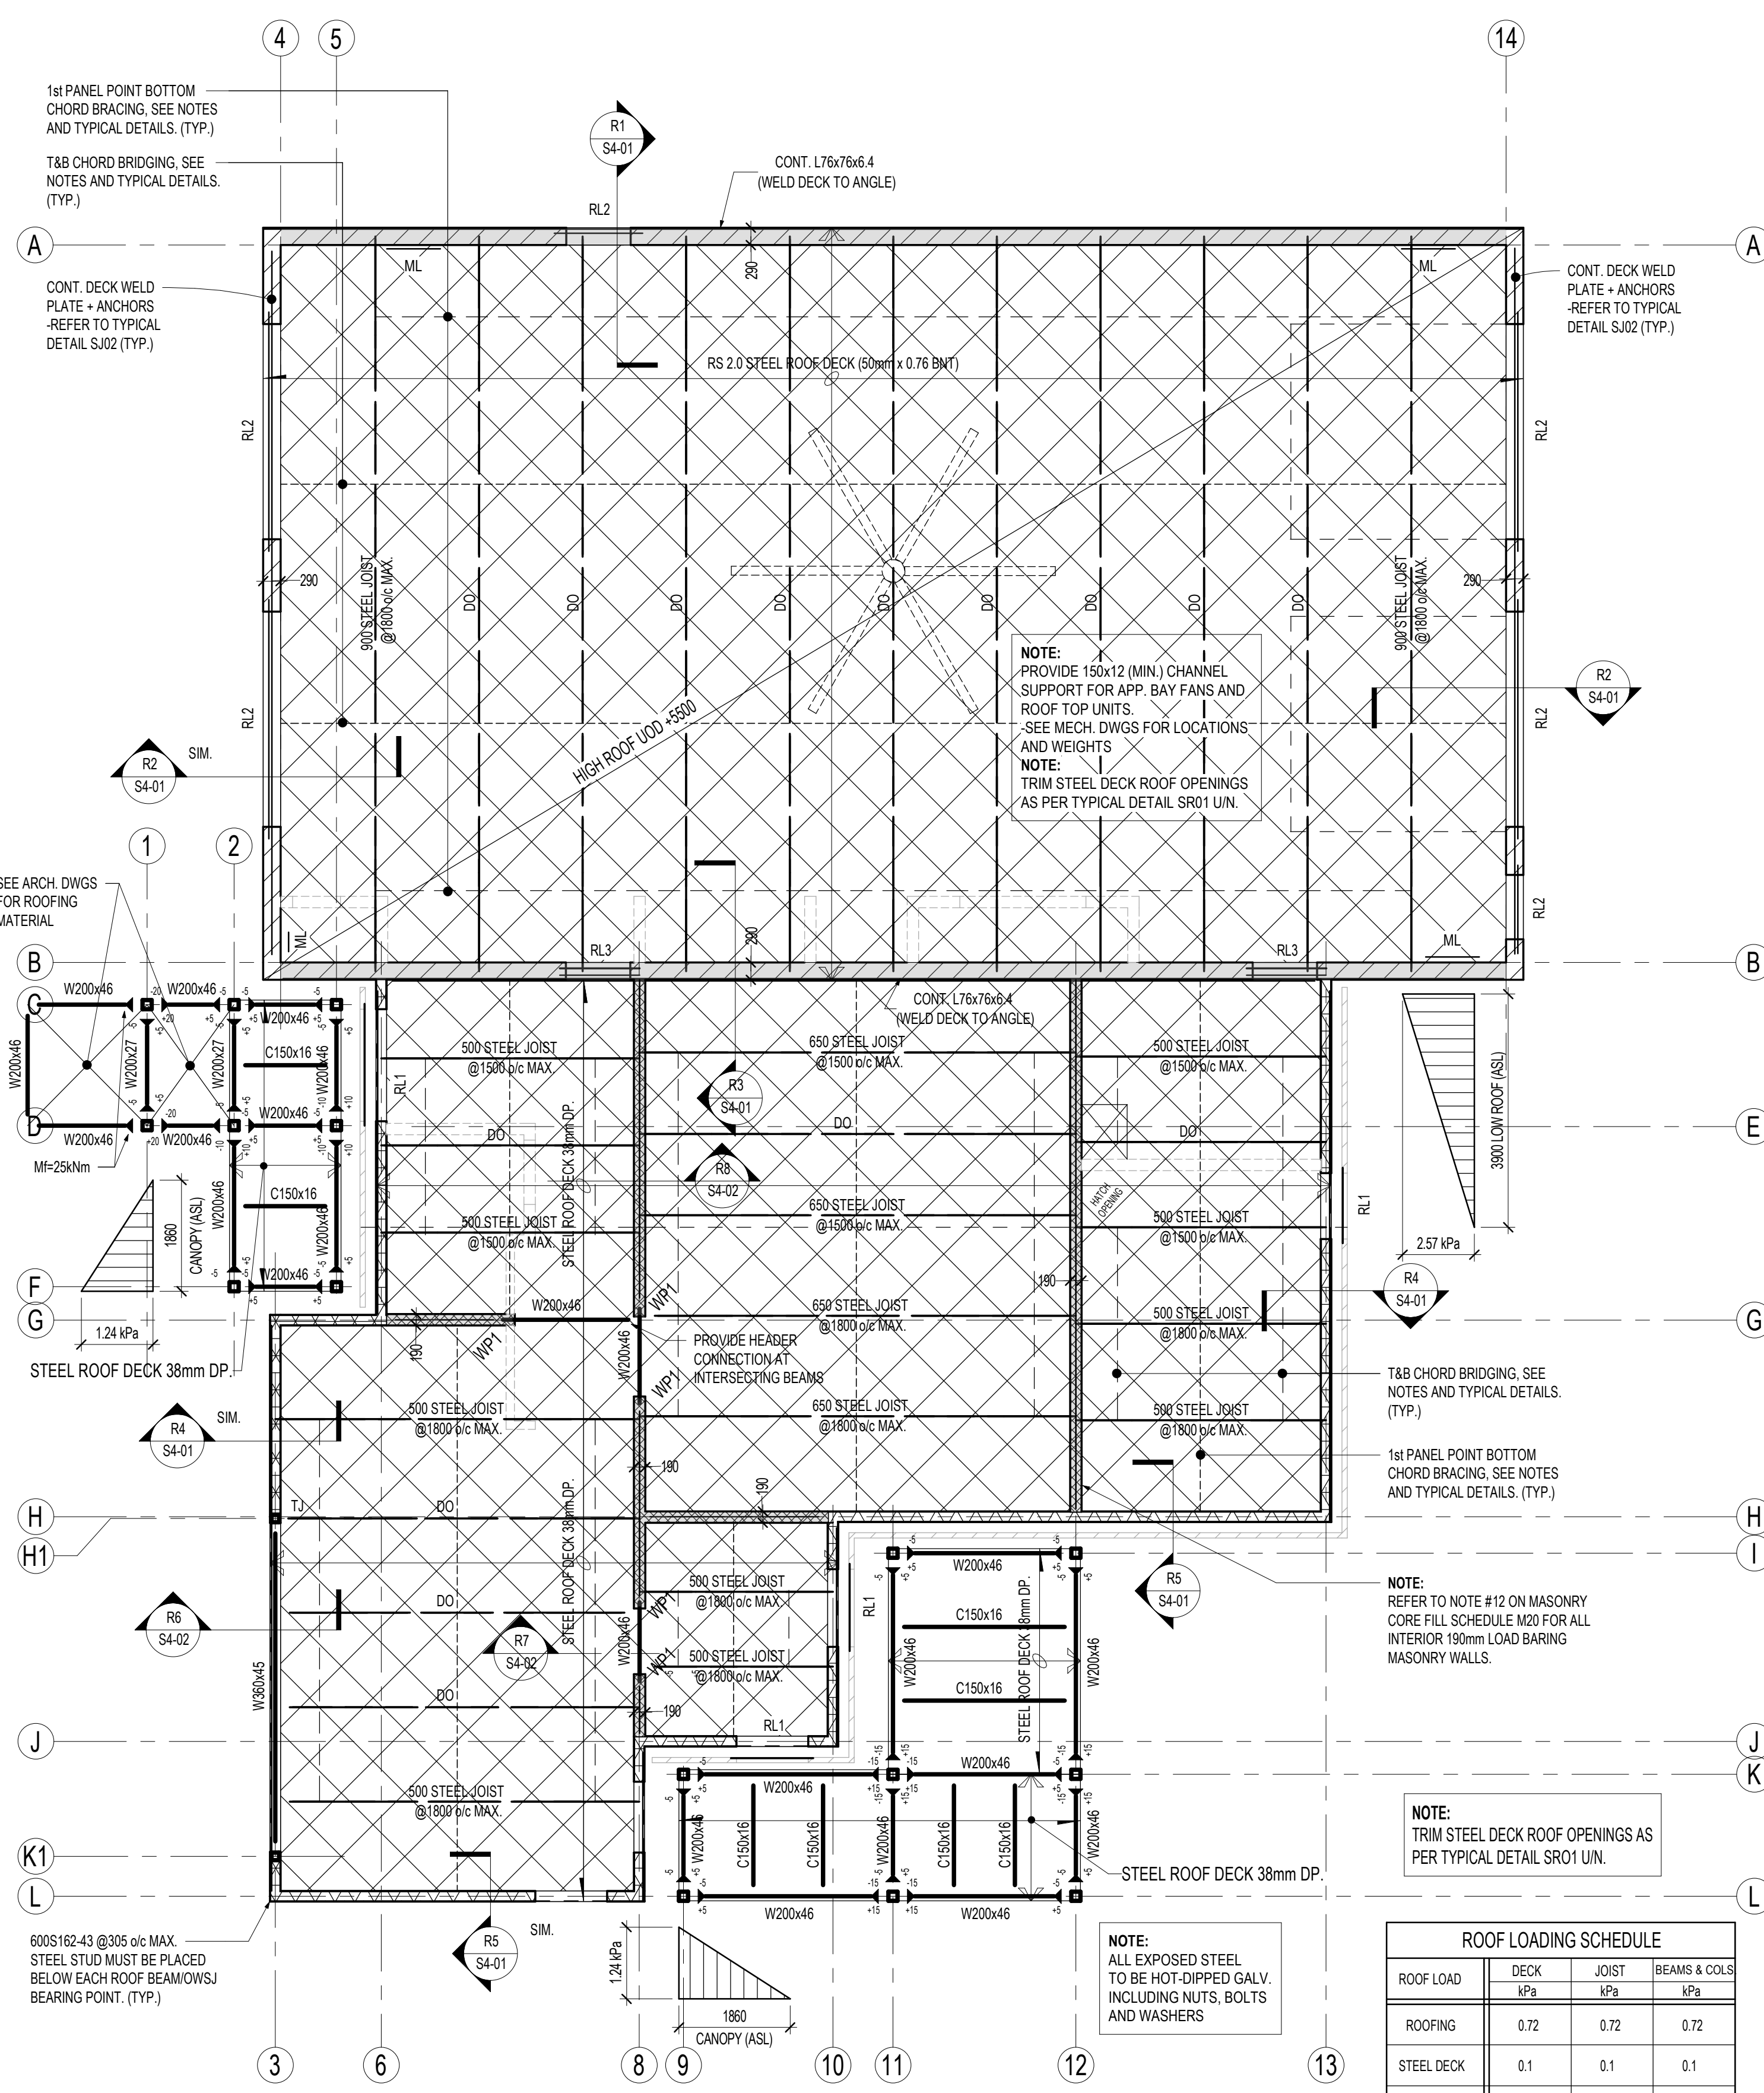 4
5
14
1st PANEL POINT BOTTOM
CHORD BRACING, SEE NOTES
AND TYPICAL DETAILS. (TYP.)
R1
S4-01
T&B CHORD BRIDGING, SEE
NOTES AND TYPICAL DETAILS.
(TYP.)
CONT. L76x76x6.4
(WELD DECK TO ANGLE)
RL2
A
A
ML
290
ML
CONT. DECK WELD
PLATE + ANCHORS
-REFER TO TYPICAL
DETAIL SJ02 (TYP.)
CONT. DECK WELD
PLATE + ANCHORS
-REFER TO TYPICAL
DETAIL SJ02 (TYP.)
RS 2.0 STEEL ROOF DECK (50mm x 0.76 BNT)
RL2
RL2
290
900 STEEL JOIST
@1800 o/c MAX.
DO
DO
DO
DO
DO
DO
DO
DO
DO
900 STEEL JOIST
@1800 o/c MAX.
290
NOTE:
PROVIDE 150x12 (MIN.) CHANNEL
SUPPORT FOR APP. BAY FANS AND
ROOF TOP UNITS.
-SEE MECH. DWGS FOR LOCATIONS
AND WEIGHTS
NOTE:
TRIM STEEL DECK ROOF OPENINGS
AS PER TYPICAL DETAIL SR01 U/N.
R2
S4-01
RL2
RL2
HIGH ROOF UOD +5500
R2
S4-01
SIM.
1
2
SEE ARCH. DWGS
FOR ROOFING
MATERIAL
RL2
ML
290
RL3
RL3
ML
B
B
W200x46
W200x46
W200x46
C
CONT. L76x76x6.4
(WELD DECK TO ANGLE)
W200x46
W200x27
W200x27
C150x16
W200x46
RL1
500 STEEL JOIST
@1500 o/c MAX.
650 STEEL JOIST
@1500 o/c MAX.
500 STEEL JOIST
@1500 o/c MAX.
R3
S4-01
3900 LOW ROOF (ASL)
D
W200x46
W200x46
W200x46
DO
DO
DO
E
Mf=25kNm
R8
S4-02
STEEL ROOF DECK 38mm DP.
C150x16
W200x46
W200x46
HATCH
OPENING
RL1
500 STEEL JOIST
@1500 o/c MAX.
650 STEEL JOIST
@1500 o/c MAX.
500 STEEL JOIST
@1500 o/c MAX.
1860
CANOPY (ASL)
2.57 kPa
F
W200x46
190
R4
S4-01
G
1.24 kPa
W200x46
WP1
650 STEEL JOIST
@1800 o/c MAX.
500 STEEL JOIST
@1800 o/c MAX.
G
STEEL ROOF DECK 38mm DP.
190
WP1
W200x46
PROVIDE HEADER
CONNECTION AT
INTERSECTING BEAMS
WP1
T&B CHORD BRIDGING, SEE
NOTES AND TYPICAL DETAILS.
(TYP.)
R4
S4-01
SIM.
500 STEEL JOIST
@1800 o/c MAX.
650 STEEL JOIST
@1800 o/c MAX.
500 STEEL JOIST
@1800 o/c MAX.
190
190
1st PANEL POINT BOTTOM
CHORD BRACING, SEE NOTES
AND TYPICAL DETAILS. (TYP.)
H
TJ
DO
H
H1
STEEL ROOF DECK 38mm DP.
I
W200x46
R5
S4-01
NOTE:
REFER TO NOTE #12 ON MASONRY
CORE FILL SCHEDULE M20 FOR ALL
INTERIOR 190mm LOAD BARING
MASONRY WALLS.
R6
S4-02
DO
500 STEEL JOIST
@1800 o/c MAX.
WP1
RL1
C150x16
STEEL ROOF DECK 38mm DP.
R7
S4-02
W200x46
WP1
500 STEEL JOIST
@1800 o/c MAX.
W200x46
W200x46
C150x16
W360x45
DO
190
RL1
J
J
W200x46
W200x46
K
500 STEEL JOIST
@1800 o/c MAX.
W200x46
C150x16
C150x16
W200x46
C150x16
C150x16
W200x46
NOTE:
TRIM STEEL DECK ROOF OPENINGS AS
PER TYPICAL DETAIL SRO1 U/N.
K1
STEEL ROOF DECK 38mm DP.
L
W200x46
W200x46
L
600S162-43 @305 o/c MAX.
STEEL STUD MUST BE PLACED
BELOW EACH ROOF BEAM/OWSJ
BEARING POINT. (TYP.)
R5
S4-01
SIM.
1.24 kPa
1860
CANOPY (ASL)
NOTE:
ALL EXPOSED STEEL
TO BE HOT-DIPPED GALV.
INCLUDING NUTS, BOLTS
AND WASHERS
ROOF LOADING SCHEDULE
ROOF LOAD DECK JOIST BEAMS & COLS.
kPa kPa kPa
ROOFING 0.72 0.72 0.72
STEEL DECK 0.1 0.1 0.1
3
6
8
9
10
11
12
13